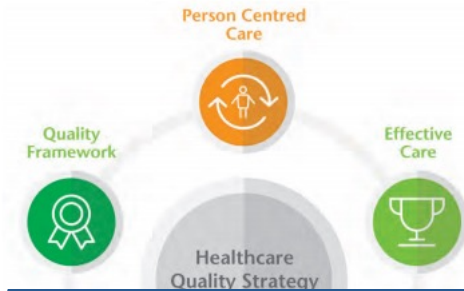 Person Centred
Care
Quality
Framework
Effective
Care
Healthcare
Quality Strategy